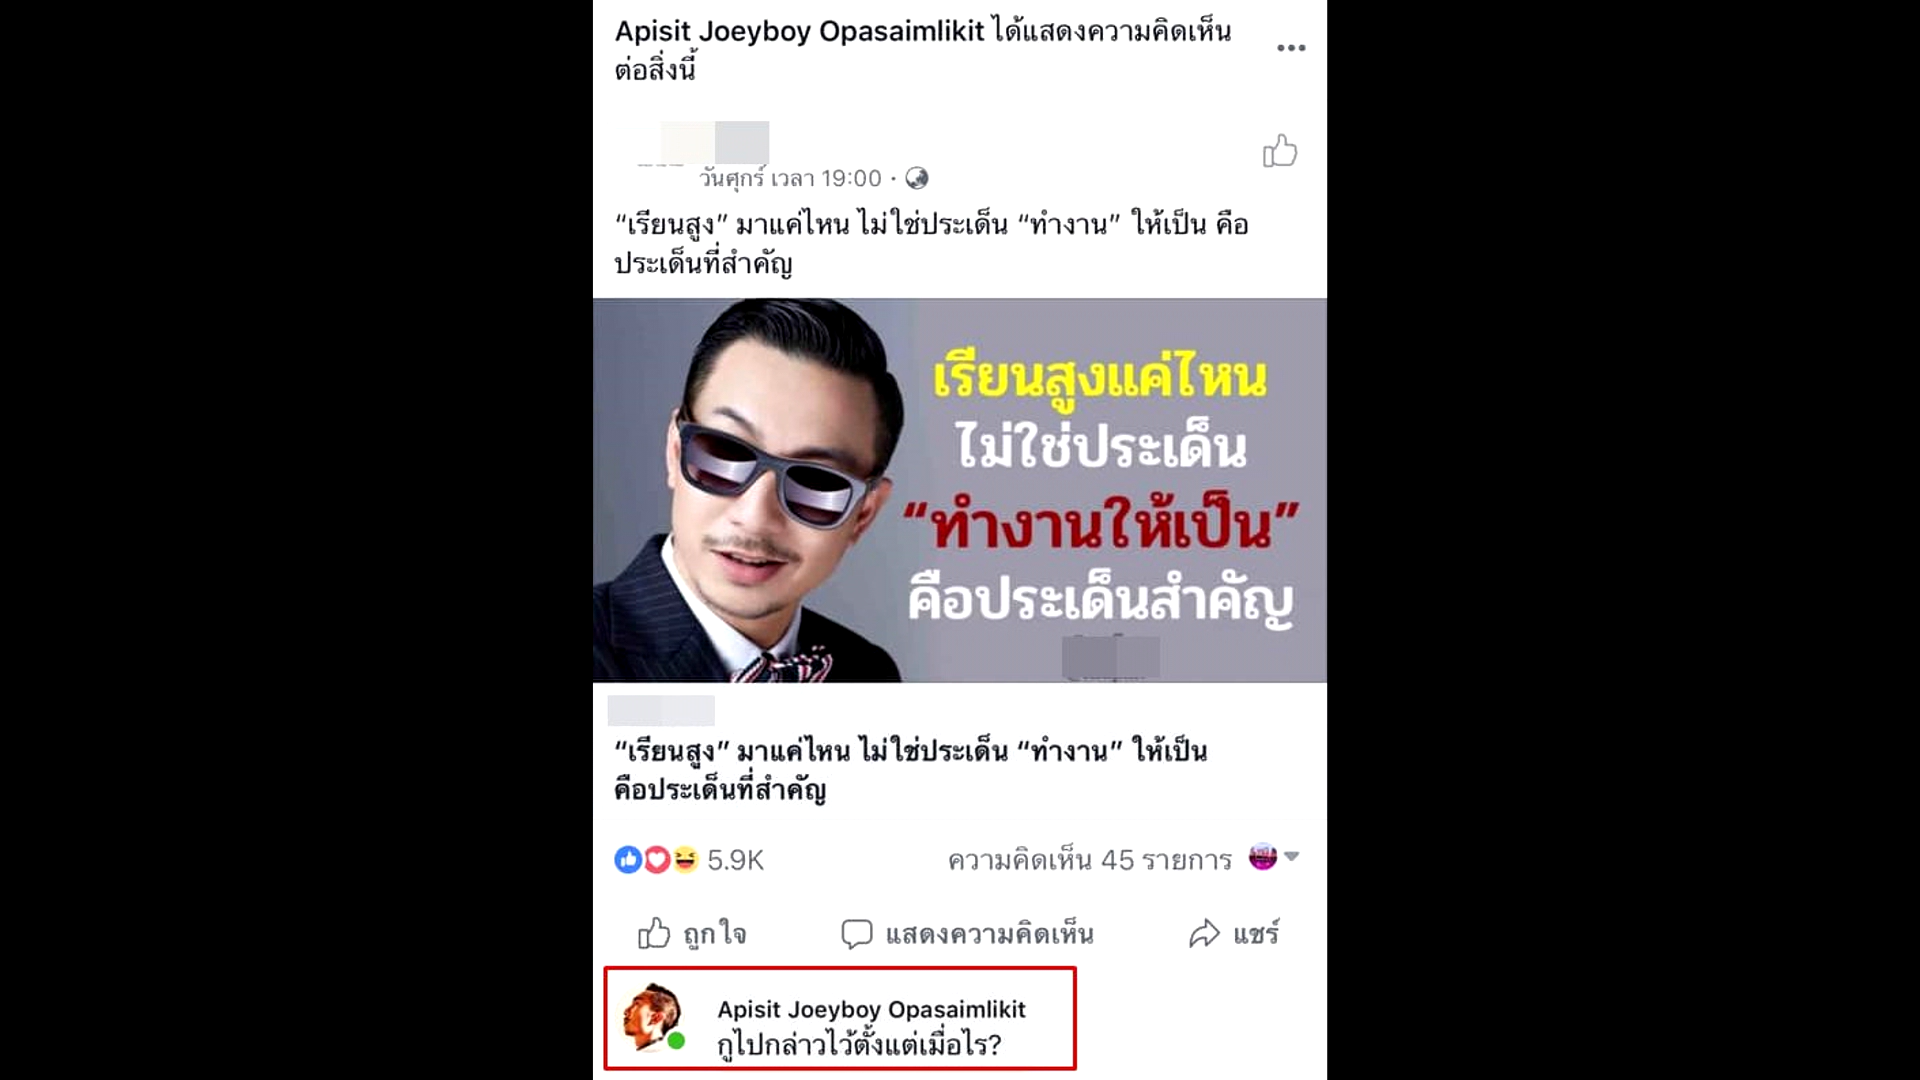 Apisit Joeyboy Opasaimlikit ได้แสดงความคิดเห็น
ต่อสิ่งนี้
วันศุกร์ เวลา 19:00 ·
“เรียนสูง” มาแค่ไหน ไม่ใช่ประเด็น “ทำงาน” ให้เป็น คือ
ประเด็นที่สำคัญ
เรียนสูงแค่ไหน
ไม่ใช่ประเด็น
“ทำงานให้เป็น”
คือประเด็นสำคัญ
“เรียนสูง” มาแค่ไหน ไม่ใช่ประเด็น “ทำงาน” ให้เป็น
คือประเด็นที่สำคัญ
5.9K ความคิดเห็น 45 รายการ
ถูกใจ แสดงความคิดเห็น แชร์
Apisit Joeyboy Opasaimlikit
กูไปกล่าวไว้ตั้งแต่เมื่อไร?